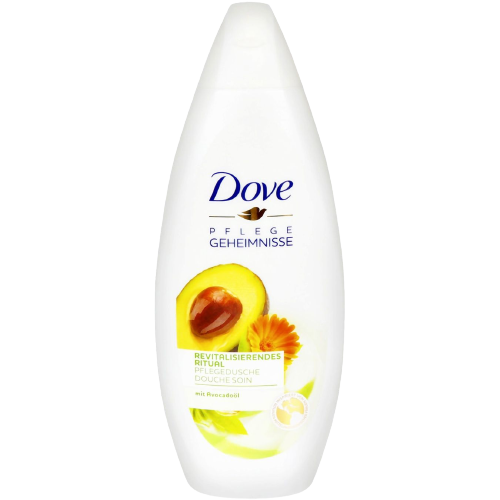 Dove
PFLEGE
GEHEIMNISSE
REVITALISIERENDES
RITUAL
PFLEGEDUSCHE
DOUCHE SOIN
mit Avocadoöl